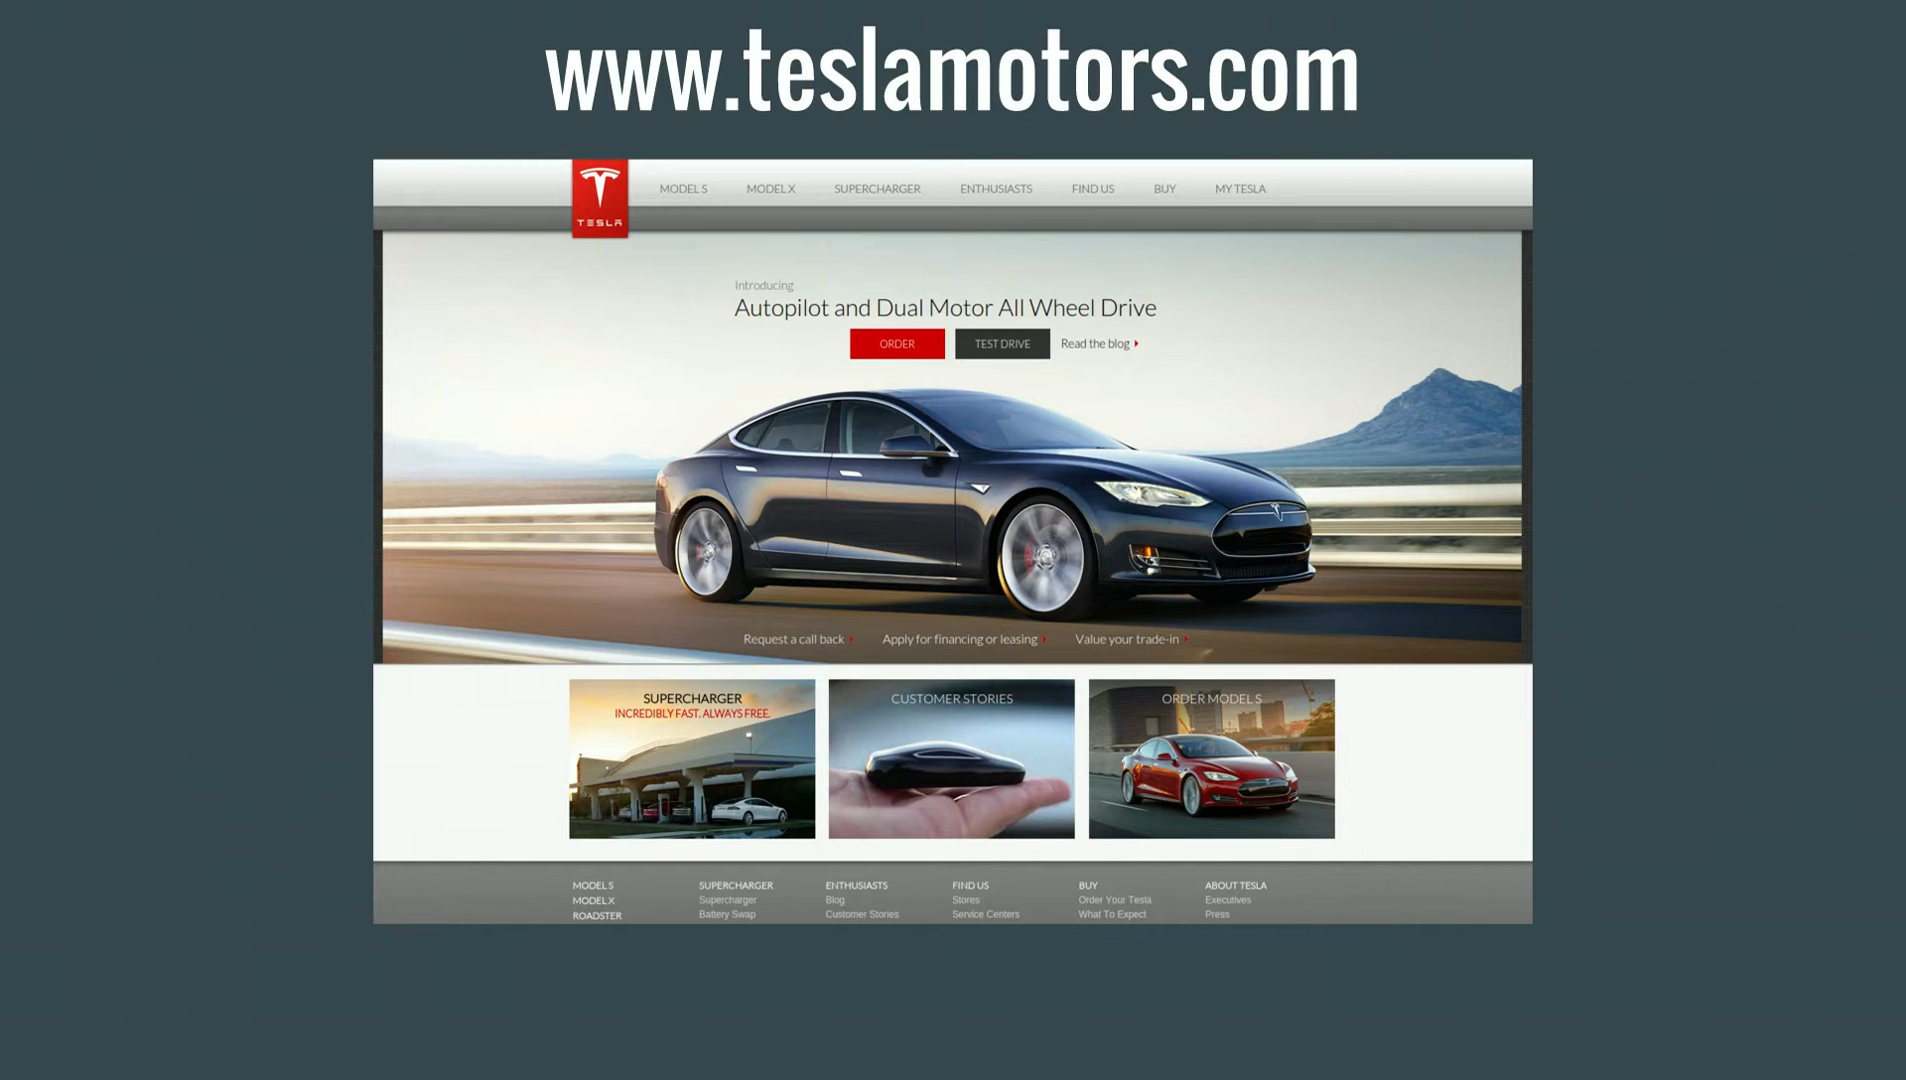 www.teslamotors.com
TESLA
MODEL S MODEL X SUPERCHARGER ENTHUSIASTS FIND US BUY MY TESLA
Introducing
Autopilot and Dual Motor All Wheel Drive
ORDER TEST DRIVE Read the blog
Request a call back Apply for financing or leasing Value your trade-in
SUPERCHARGER CUSTOMER STORIES ORDER MODEL S
INCREDIBLY FAST. ALWAYS FREE.
MODEL S SUPERCHARGER ENTHUSIASTS FIND US BUY ABOUT TESLA
MODEL X Supercharger Blog Stores Order Your Tesla Executives
ROADSTER Battery Swap Customer Stories Service Centers What To Expect Press